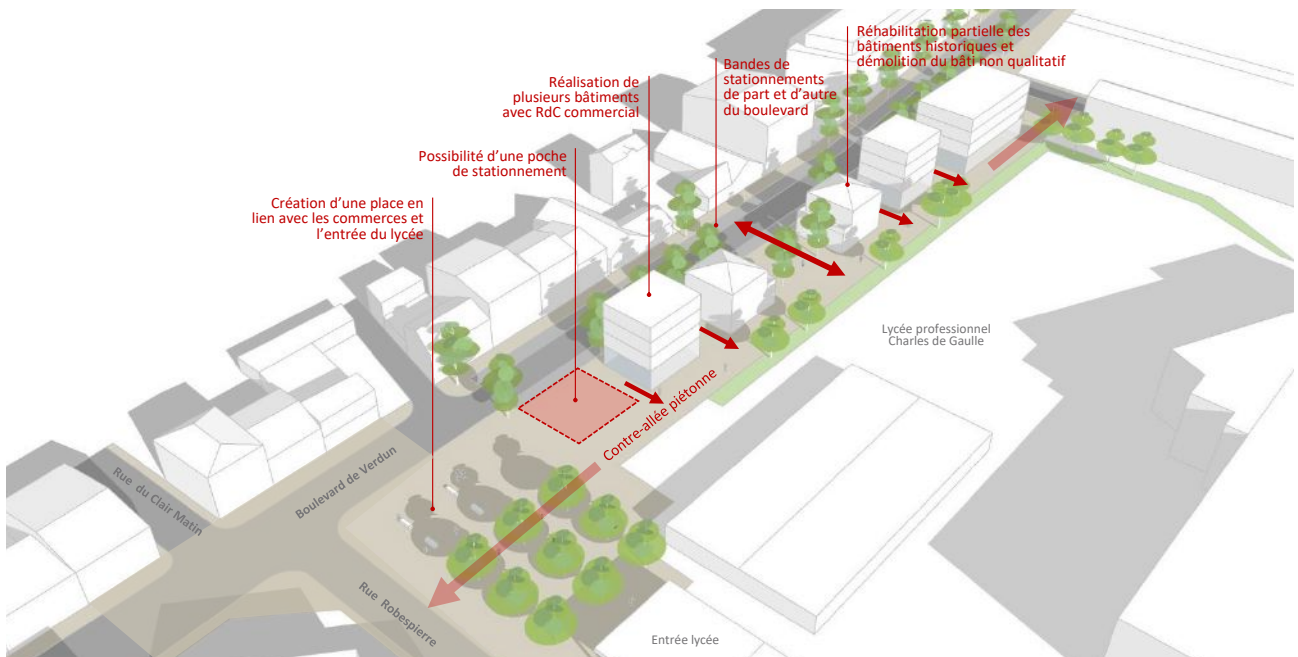 Réhabilitation partielle des
bâtiments historiques et
démolition du bâti non qualitatif
Bandes de
stationnements
de part et d’autre
du boulevard
Réalisation de
plusieurs bâtiments
avec RdC commercial
Possibilité d’une poche
de stationnement
Création d’une place en
lien avec les commerces et
l’entrée du lycée
Lycée professionnel
Charles de Gaulle
Contre-allée piétonne
Boulevard de Verdun
Rue du Clair Matin
Rue Robespierre
Entrée lycée